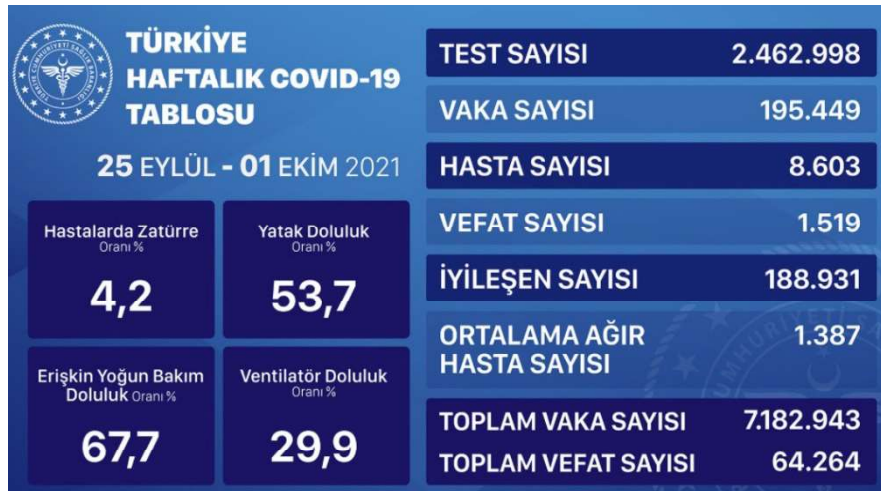 TÜRKİYE
HAFTALIK COVID-19
TABLOSU
25 EYLÜL - 01 EKİM 2021
Hastalarda Zatürre
Oranı %
4,2
Yatak Doluluk
Oranı %
53,7
Erişkin Yoğun Bakım
Doluluk Oranı %
67,7
Ventilatör Doluluk
Oranı %
29,9
TEST SAYISI 2.462.998
VAKA SAYISI 195.449
HASTA SAYISI 8.603
VEFAT SAYISI 1.519
İYİLEŞEN SAYISI 188.931
ORTALAMA AĞIR 1.387
HASTA SAYISI
TOPLAM VAKA SAYISI 7.182.943
TOPLAM VEFAT SAYISI 64.264